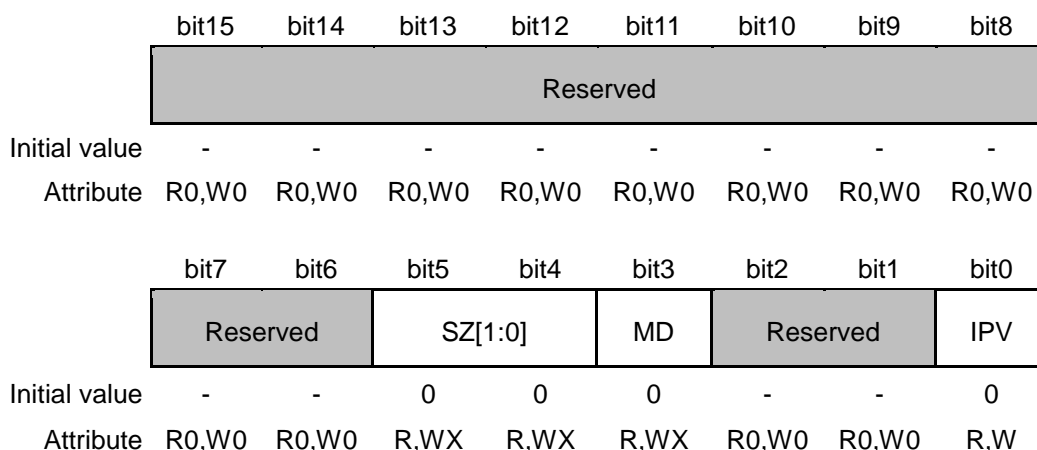 bit15 bit14 bit13 bit12 bit11 bit10 bit9 bit8
Reserved
Initial value - - - - - - - -
Attribute R0,W0 R0,W0 R0,W0 R0,W0 R0,W0 R0,W0 R0,W0 R0,W0
bit7 bit6 bit5 bit4 bit3 bit2 bit1 bit0
Reserved SZ[1:0] MD Reserved IPV
Initial value - - 0 0 0 - - 0
Attribute R0,W0 R0,W0 R,WX R,WX R,WX R0,W0 R0,W0 R,W